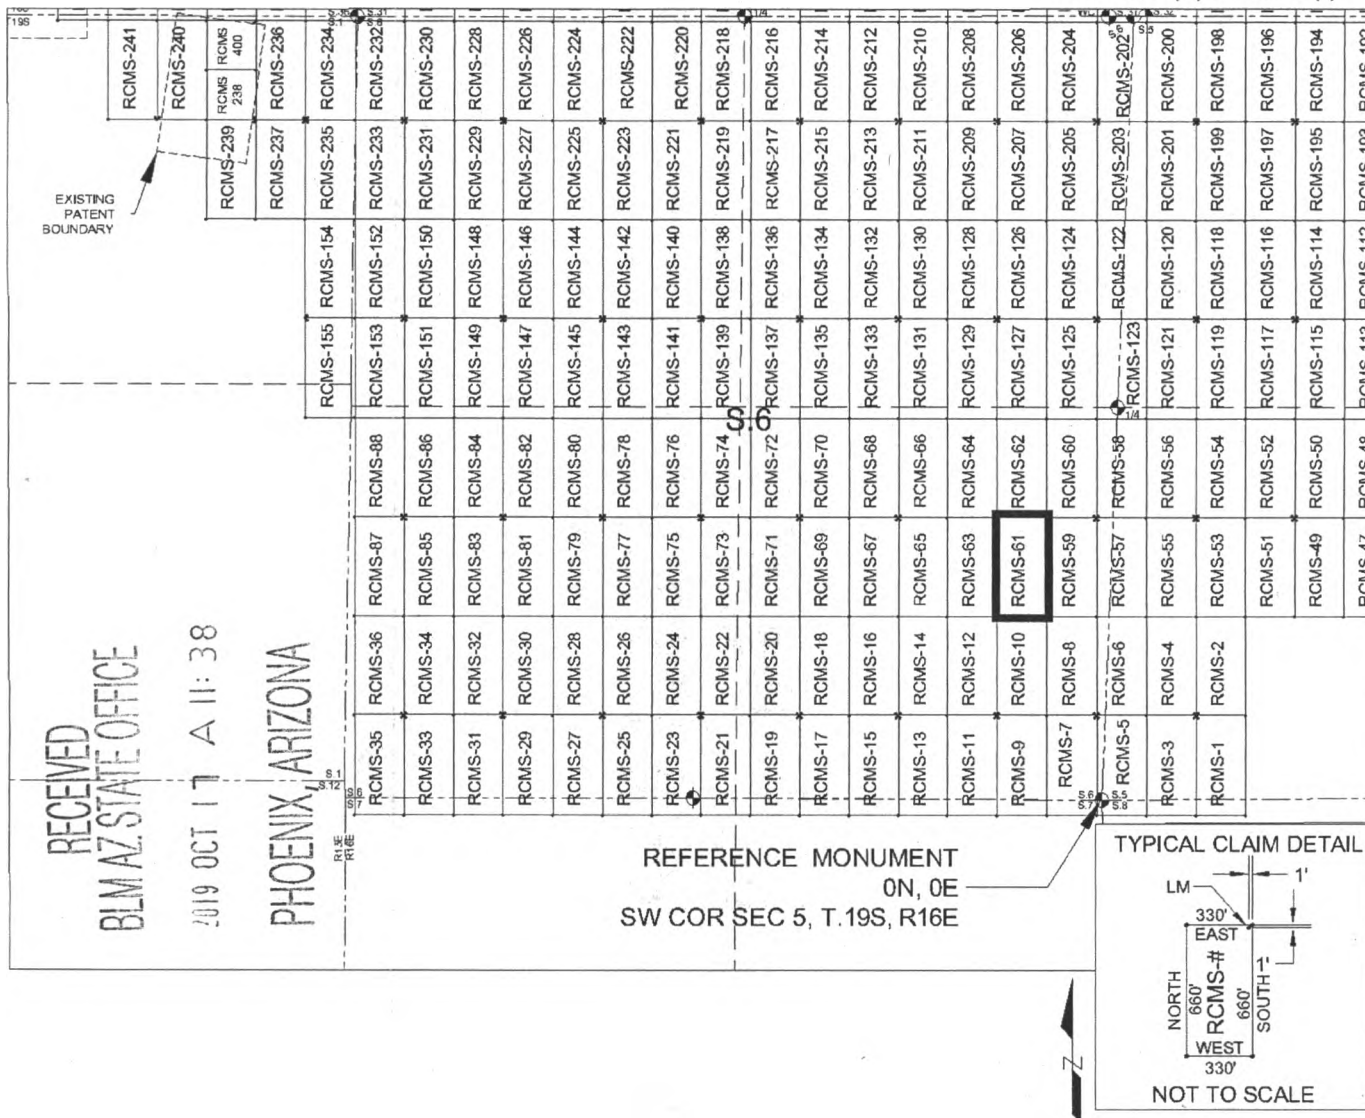 19S
S.1
S.6
S.31
1/4
S.32
S.5
RCMS-241
RCMS-240
RCMS 400
RCMS 238
RCMS-236
RCMS-234
RCMS-232
RCMS-230
RCMS-228
RCMS-226
RCMS-224
RCMS-222
RCMS-220
RCMS-218
RCMS-216
RCMS-214
RCMS-212
RCMS-210
RCMS-208
RCMS-206
RCMS-204
RCMS-202
RCMS-200
RCMS-198
RCMS-196
RCMS-194
RCMS-239
RCMS-237
RCMS-235
RCMS-233
RCMS-231
RCMS-229
RCMS-227
RCMS-225
RCMS-223
RCMS-221
RCMS-219
RCMS-217
RCMS-215
RCMS-213
RCMS-211
RCMS-209
RCMS-207
RCMS-205
RCMS-203
RCMS-201
RCMS-199
RCMS-197
RCMS-195
EXISTING
PATENT
BOUNDARY
RCMS-154
RCMS-152
RCMS-150
RCMS-148
RCMS-146
RCMS-144
RCMS-142
RCMS-140
RCMS-138
RCMS-136
RCMS-134
RCMS-132
RCMS-130
RCMS-128
RCMS-126
RCMS-124
RCMS-122
RCMS-120
RCMS-118
RCMS-116
RCMS-114
RCMS-155
RCMS-153
RCMS-151
RCMS-149
RCMS-147
RCMS-145
RCMS-143
RCMS-141
RCMS-139
RCMS-137
RCMS-135
RCMS-133
RCMS-131
RCMS-129
RCMS-127
RCMS-125
RCMS-123
RCMS-121
RCMS-119
RCMS-117
RCMS-115
1/4
S.6
RCMS-88
RCMS-86
RCMS-84
RCMS-82
RCMS-80
RCMS-78
RCMS-76
RCMS-74
RCMS-72
RCMS-70
RCMS-68
RCMS-66
RCMS-64
RCMS-62
RCMS-60
RCMS-58
RCMS-56
RCMS-54
RCMS-52
RCMS-50
RCMS-87
RCMS-85
RCMS-83
RCMS-81
RCMS-79
RCMS-77
RCMS-75
RCMS-73
RCMS-71
RCMS-69
RCMS-67
RCMS-65
RCMS-63
RCMS-61
RCMS-59
RCMS-57
RCMS-55
RCMS-53
RCMS-51
RCMS-49
RCMS-36
RCMS-34
RCMS-32
RCMS-30
RCMS-28
RCMS-26
RCMS-24
RCMS-22
RCMS-20
RCMS-18
RCMS-16
RCMS-14
RCMS-12
RCMS-10
RCMS-8
RCMS-6
RCMS-4
RCMS-2
RCMS-35
RCMS-33
RCMS-31
RCMS-29
RCMS-27
RCMS-25
RCMS-23
RCMS-21
RCMS-19
RCMS-17
RCMS-15
RCMS-13
RCMS-11
RCMS-9
RCMS-7
RCMS-5
RCMS-3
RCMS-1
S.1
S.12
S.6
S.7
R15E
R16E
S.6
S.7
S.5
S.8
RECEIVED
BLM AZ. STATE OFFICE
2019 OCT 17 A 11: 38
PHOENIX, ARIZONA
REFERENCE MONUMENT
0N, 0E
SW COR SEC 5, T.19S, R16E
TYPICAL CLAIM DETAIL
LM
1'
330'
EAST
1'
NORTH
660'
RCMS-#
660'
SOUTH
WEST
330'
NOT TO SCALE
N